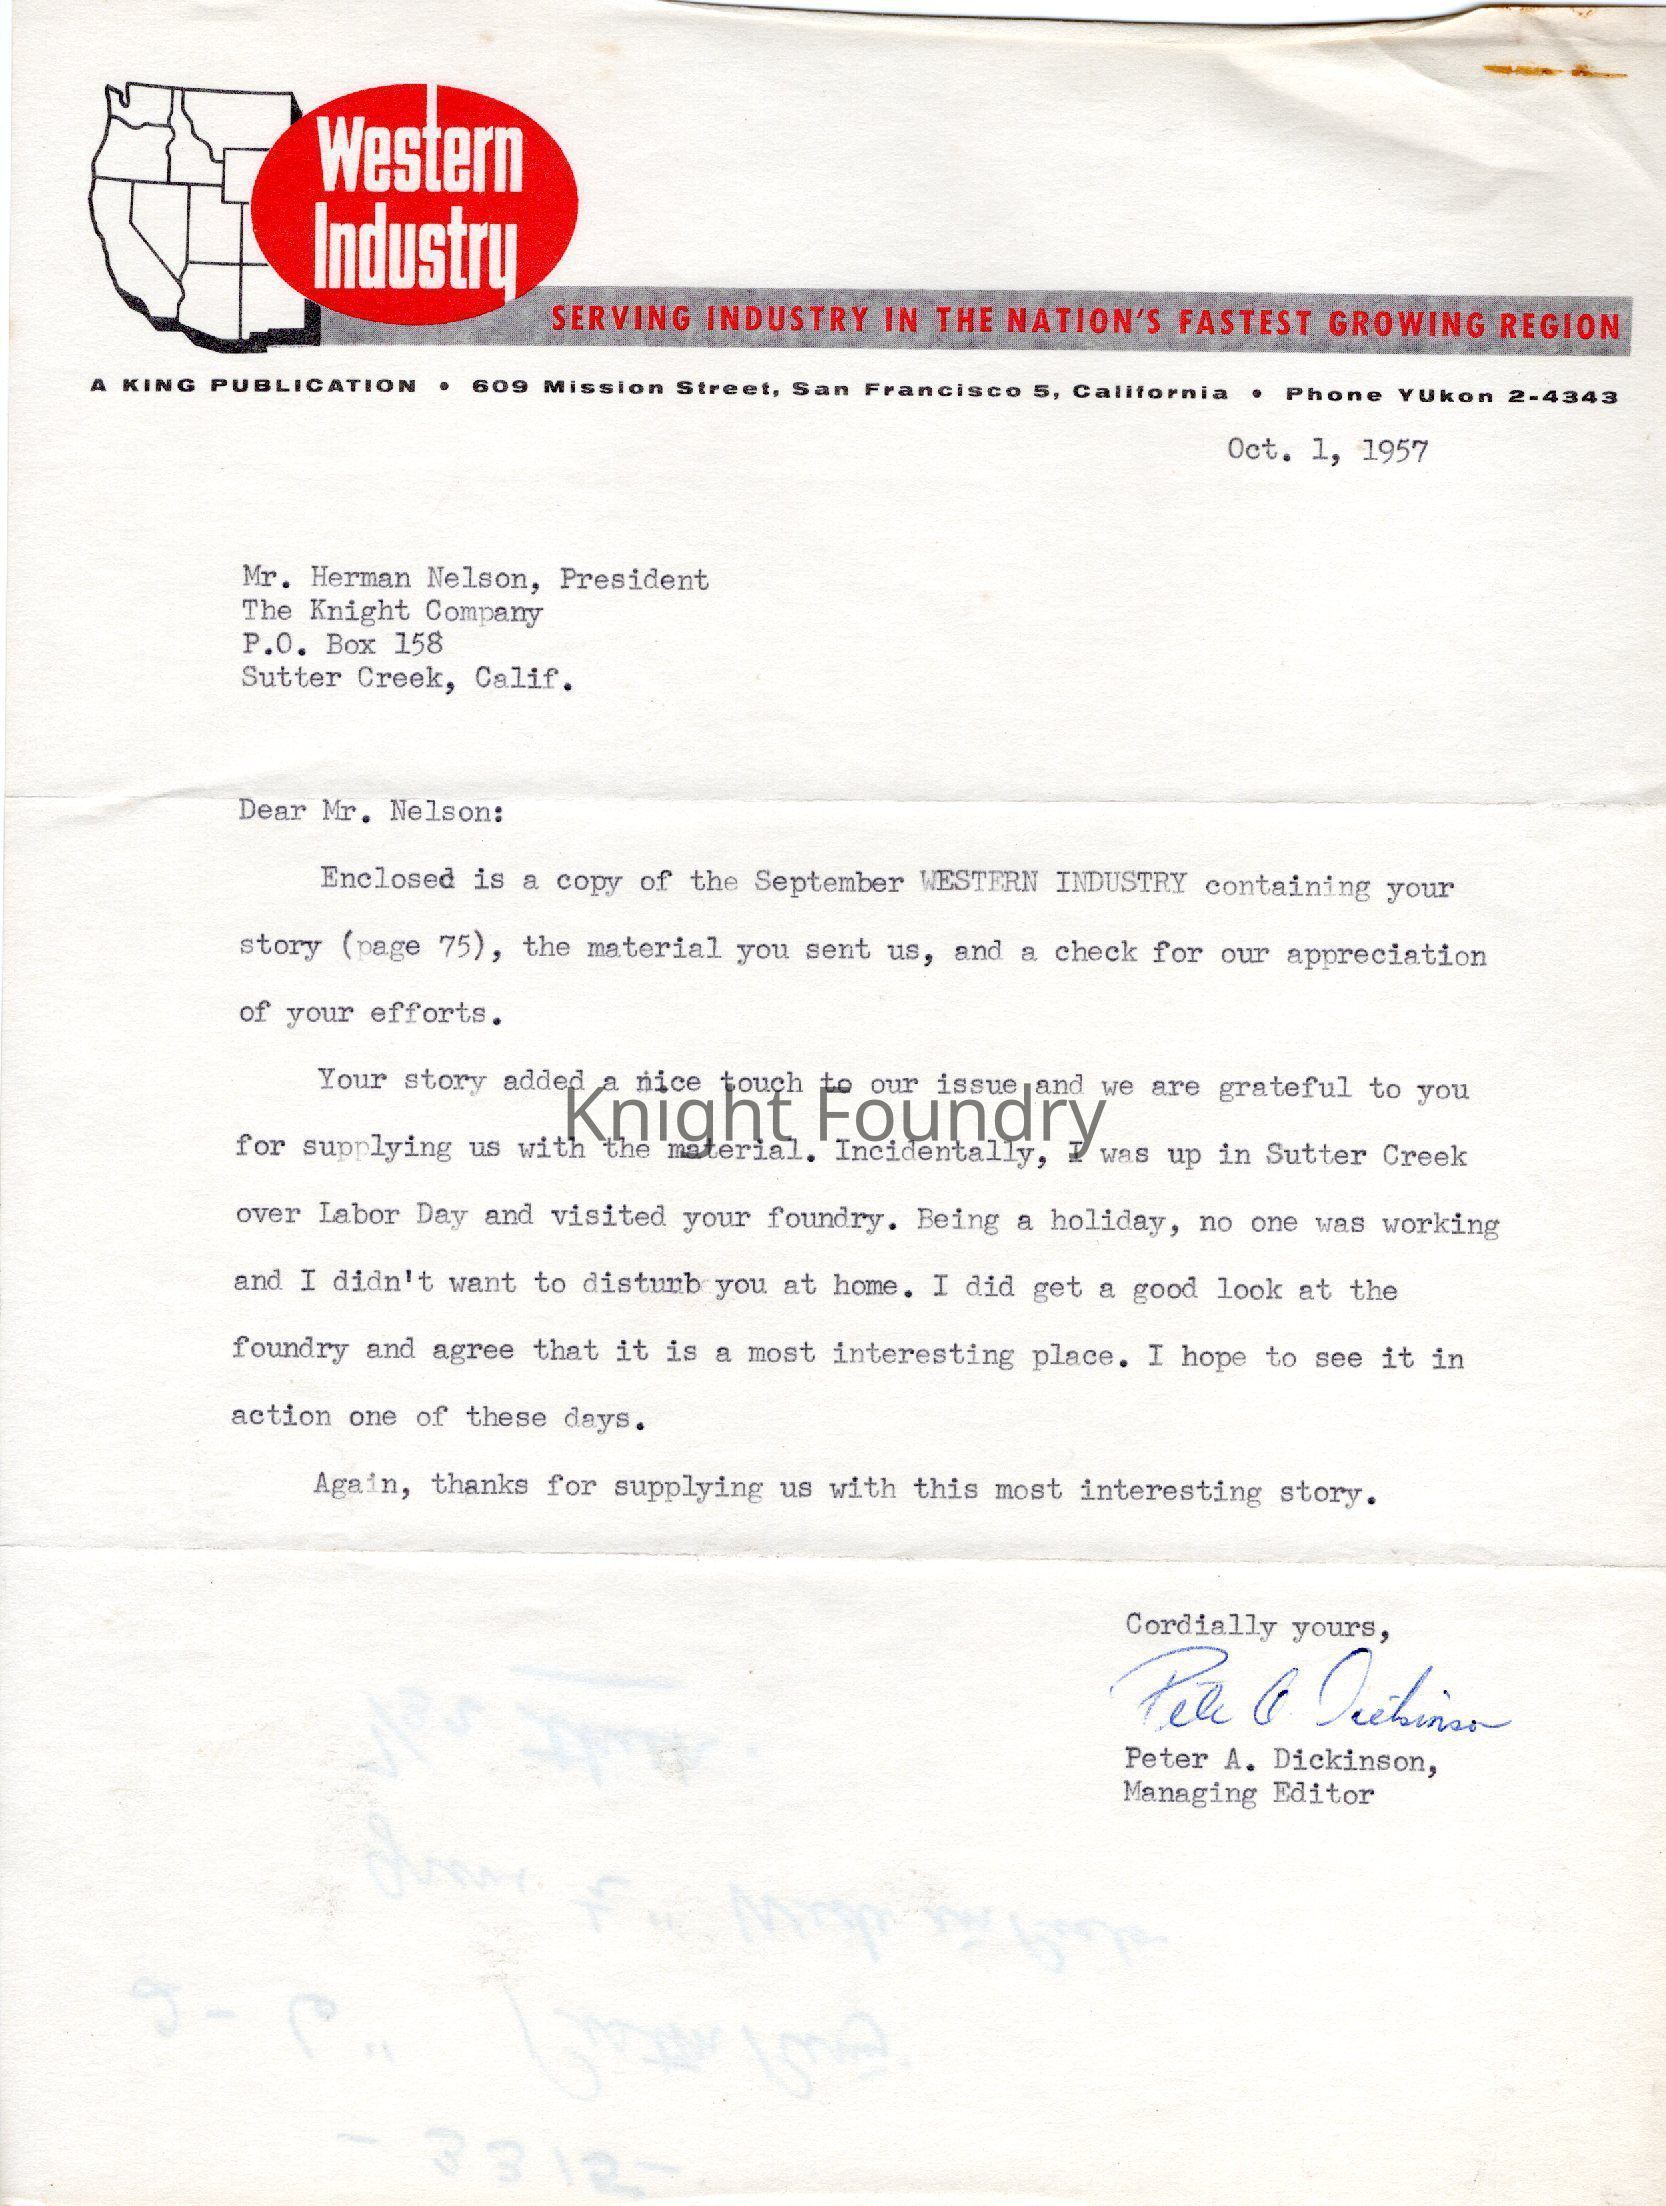 Western
Industry
SERVING INDUSTRY IN THE NATION'S FASTEST GROWING REGION
A KING PUBLICATION • 609 Mission Street, San Francisco 5, California • Phone YUkon 2-4343
Oct. 1, 1957
Mr. Herman Nelson, President
The Knight Company
P.O. Box 158
Sutter Creek, Calif.
Dear Mr. Nelson:
Enclosed is a copy of the September WESTERN INDUSTRY containing your
story (page 75), the material you sent us, and a check for our appreciation
of your efforts.
Your story added a nice touch to our issue and we are grateful to you
Knight Foundry
for supplying us with the material. Incidentally, I was up in Sutter Creek
over Labor Day and visited your foundry. Being a holiday, no one was working
and I didn't want to disturb you at home. I did get a good look at the
foundry and agree that it is a most interesting place. I hope to see it in
action one of these days.
Again, thanks for supplying us with this most interesting story.
Cordially yours,
Pete A. Dickinson
Peter A. Dickinson,
Managing Editor